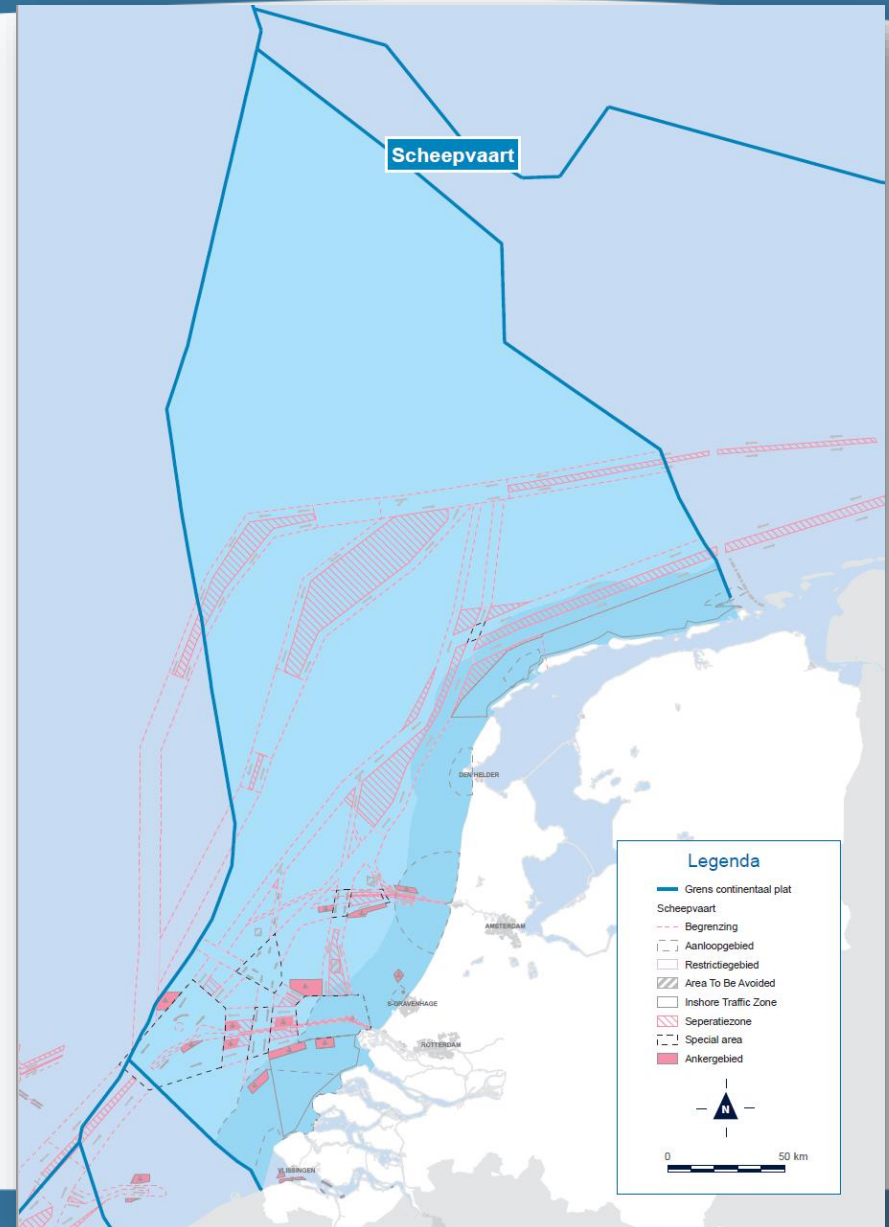 Scheepvaart
DEN HELDER
AMSTERDAM
S-GRAVENHAGE
ROTTERDAM
VLISSINGEN
Legenda
Grens continentaal plat
Scheepvaart
Begrenzing
Aanloopgebied
Restrictiegebied
Area To Be Avoided
Inshore Traffic Zone
Seperatiezone
Special area
Ankergebied
N
0 50 km